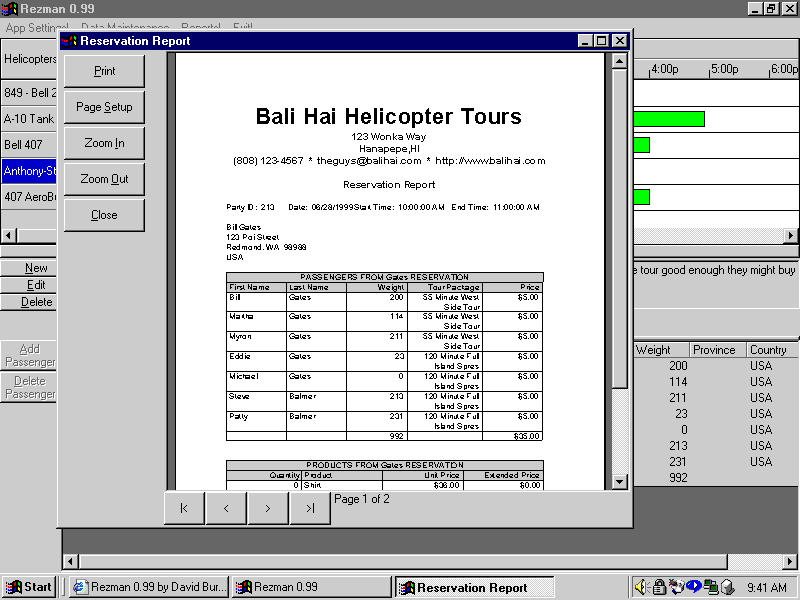 Rezman 0.99
App Settings Data Maintenance Reports! Exit!
Reservation Report
Helicopters
849 - Bell 2
A-10 Tank
Bell 407
Anthony-St
407 AeroBu
4:00p 5:00p 6:00p
New
Edit
Delete
Add
Passenger
Delete
Passenger
Print
Page Setup
Zoom In
Zoom Out
Close
Bali Hai Helicopter Tours
123 Wonka Way
Hanapepe,HI
(808) 123-4567 * theguys@balihai.com * http://www.balihai.com
Reservation Report
Party ID : 213 Date: 06/28/1999 Start Time: 10:00:00 AM End Time: 11:00:00 AM
Bill Gates
123 Poi Street
Redmond, WA 98988
USA
PASSENGERS FROM Gates RESERVATION
First Name Last Name Weight Tour Package Price
Bill Gates 200 55 Minute West $5.00
Side Tour
Martha Gates 114 55 Minute West $5.00
Side Tour
Myron Gates 211 55 Minute West $5.00
Side Tour
Eddie Gates 23 120 Minute Full $5.00
Island Spres
Michael Gates 0 120 Minute Full $5.00
Island Spres
Steve Balmer 213 120 Minute Full $5.00
Island Spres
Patty Balmer 231 120 Minute Full $5.00
Island Spres
992 $35.00
PRODUCTS FROM Gates RESERVATION
Quantity Product Unit Price Extended Price
0 Shirt $36.00 $0.00
Page 1 of 2
e tour good enough they might buy
Weight Province Country
200 USA
114 USA
211 USA
23 USA
0 USA
213 USA
231 USA
992
Start Rezman 0.99 by David Bur... Rezman 0.99 Reservation Report 9:41 AM